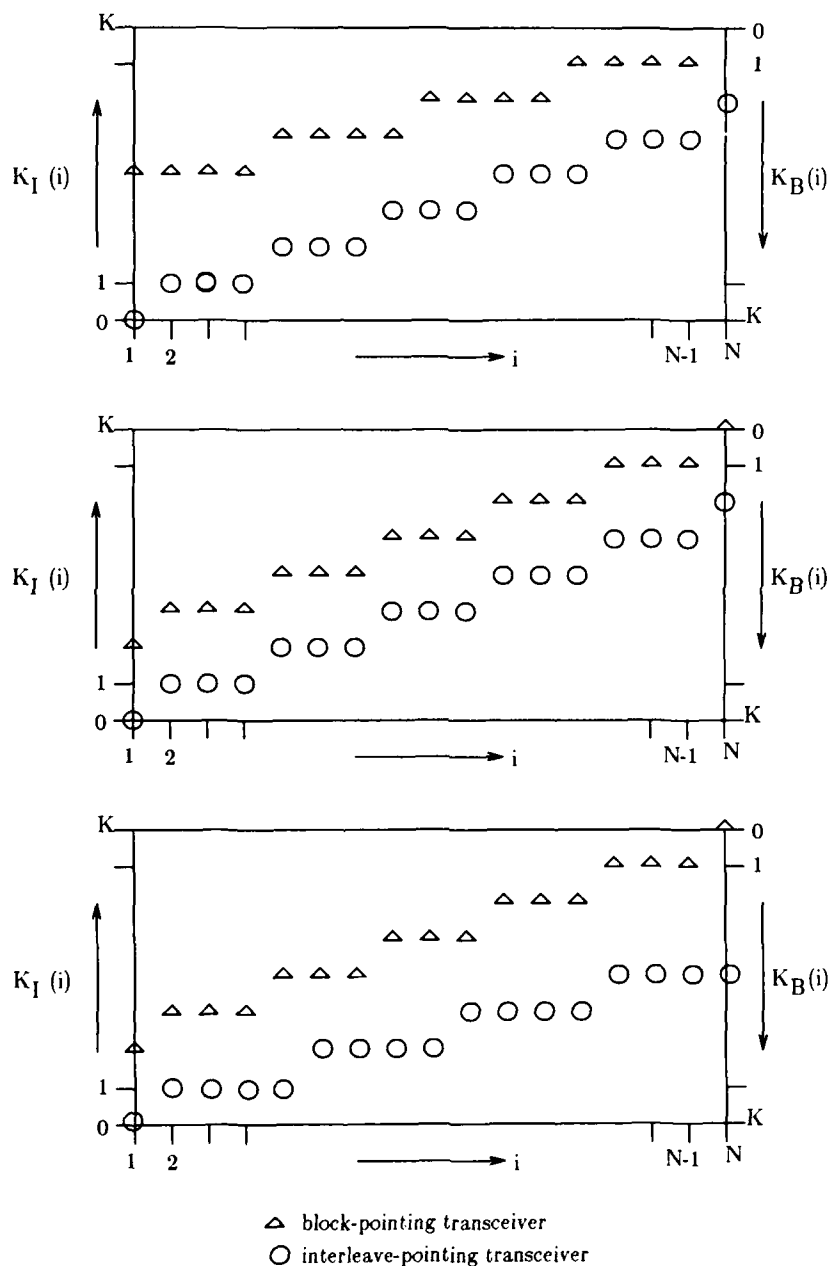 K 0
1
K_I (i) K_B(i)
1
0 K
1 2 i N-1 N
K 0
1
K_I (i) K_B(i)
1
0 K
1 2 i N-1 N
K 0
1
K_I (i) K_B(i)
1
0 K
1 2 i N-1 N
block-pointing transceiver
interleave-pointing transceiver